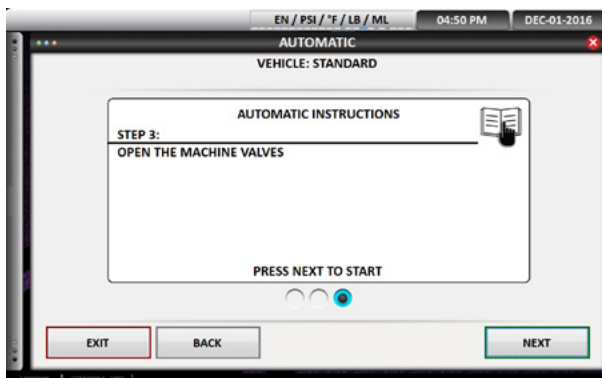 EN / PSI / °F / LB / ML 04:50 PM DEC-01-2016
AUTOMATIC
VEHICLE: STANDARD
AUTOMATIC INSTRUCTIONS
STEP 3:
OPEN THE MACHINE VALVES
PRESS NEXT TO START
EXIT BACK NEXT